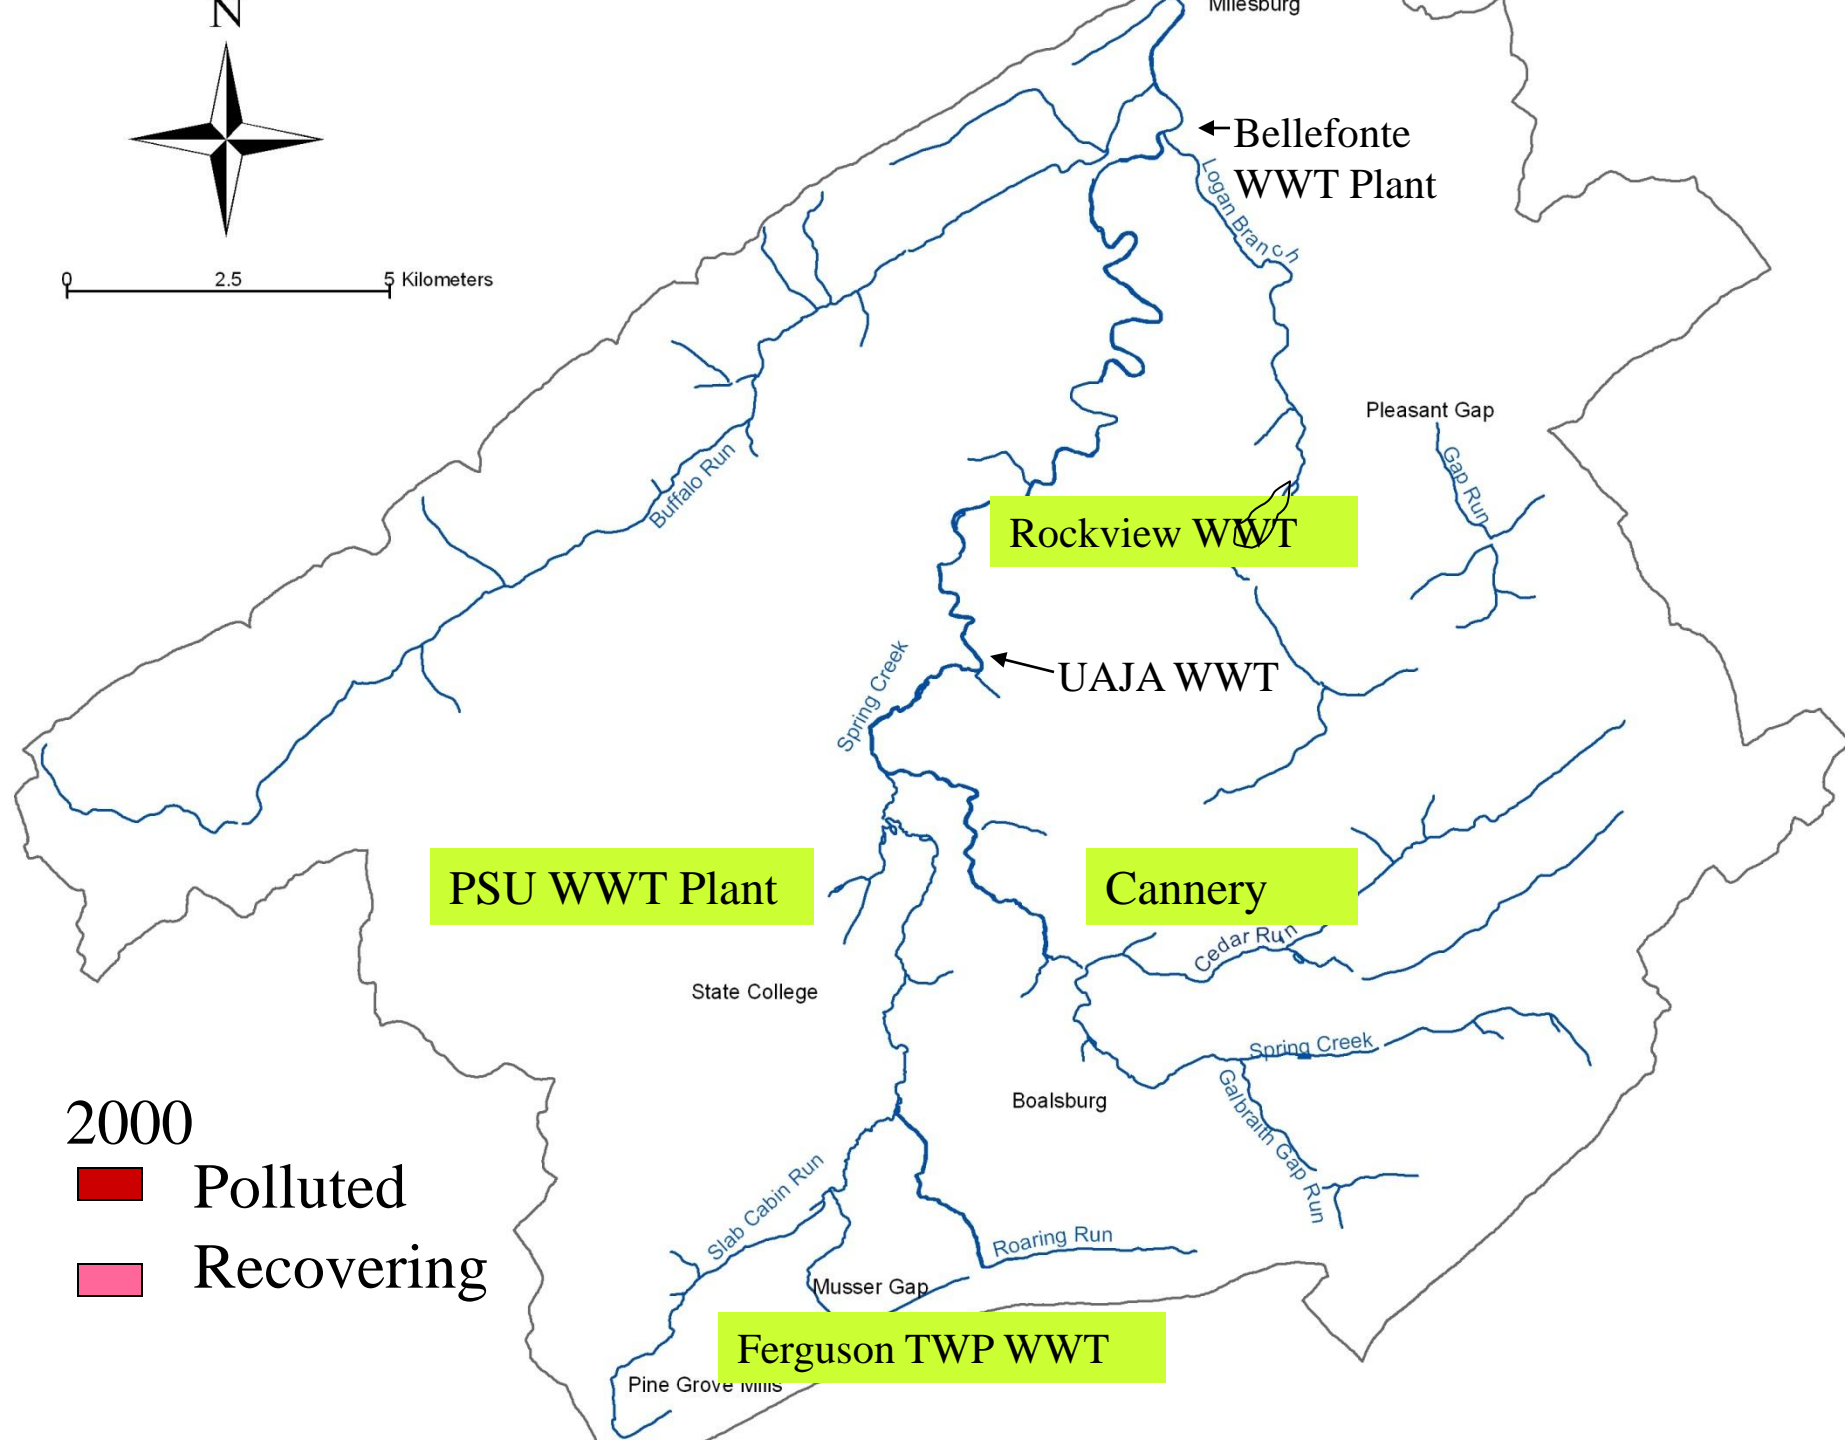 N
Milesburg
Bellefonte
WWT Plant
Logan Branch
0 2.5 5 Kilometers
Pleasant Gap
Gap Run
Buffalo Run
Rockview WWT
Spring Creek
UAJA WWT
PSU WWT Plant
Cannery
Cedar Run
State College
Spring Creek
Galbraith Gap Run
Boalsburg
2000
Polluted
Recovering
Slab Cabin Run
Roaring Run
Musser Gap
Ferguson TWP WWT
Pine Grove Mills